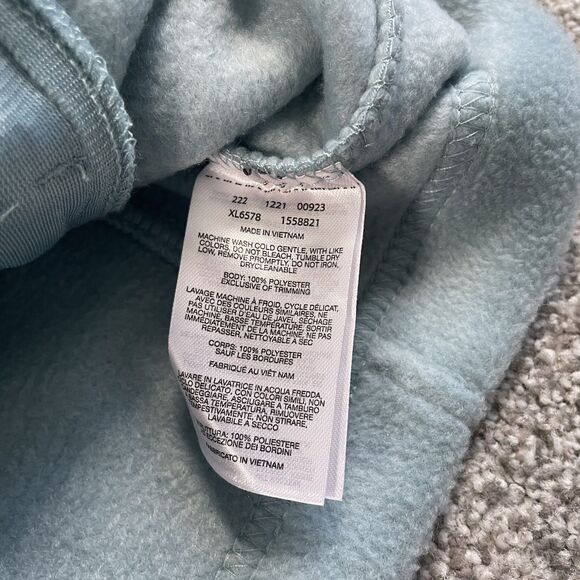 222 1221 00923
XL6578 1558821
MADE IN VIETNAM
MACHINE WASH COLD GENTLE, WITH LIKE
COLORS, DO NOT BLEACH, TUMBLE DRY
LOW, REMOVE PROMPTLY, DO NOT IRON,
DRYCLEANABLE
BODY: 100% POLYESTER
EXCLUSIVE OF TRIMMING
LAVAGE MACHINE À FROID, CYCLE DÉLICAT,
AVEC DES COULEURS SIMILAIRES, NE
PAS UTILISER D'EAU DE JAVEL, SÉCHAGE
MACHINE, BASSE TEMPÉRATURE, SORTIR
IMMÉDIATEMENT DE LA MACHINE, NE PAS
REPASSER, NETTOYABLE A SEC
CORPS: 100% POLYESTER
SAUF LES BORDURES
FABRIQUÉ AU VIÊT NAM
LAVARE IN LAVATRICE IN ACQUA FREDDA,
CICLO DELICATO, CON COLORI SIMILI, NON
CANDEGGIARE, ASCIUGARE A TAMBURO
A BASSA TEMPERATURA, RIMUOVERE
TEMPESTIVAMENTE, NON STIRARE,
LAVABILE A SECCO
100% POLIESTERE
AD ECCEZIONE DEI BORDINI
FABBRICATO IN VIETNAM